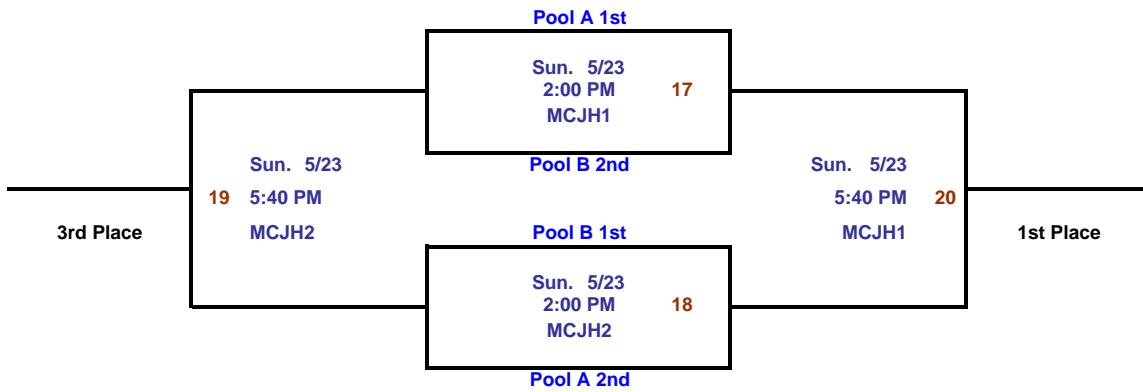 Pool A 1st
Sun. 5/23
2:00 PM 17
MCJH1
Pool B 2nd
Sun. 5/23
19 5:40 PM
MCJH2
3rd Place
Sun. 5/23
5:40 PM 20
MCJH1
1st Place
Pool B 1st
Sun. 5/23
2:00 PM 18
MCJH2
Pool A 2nd